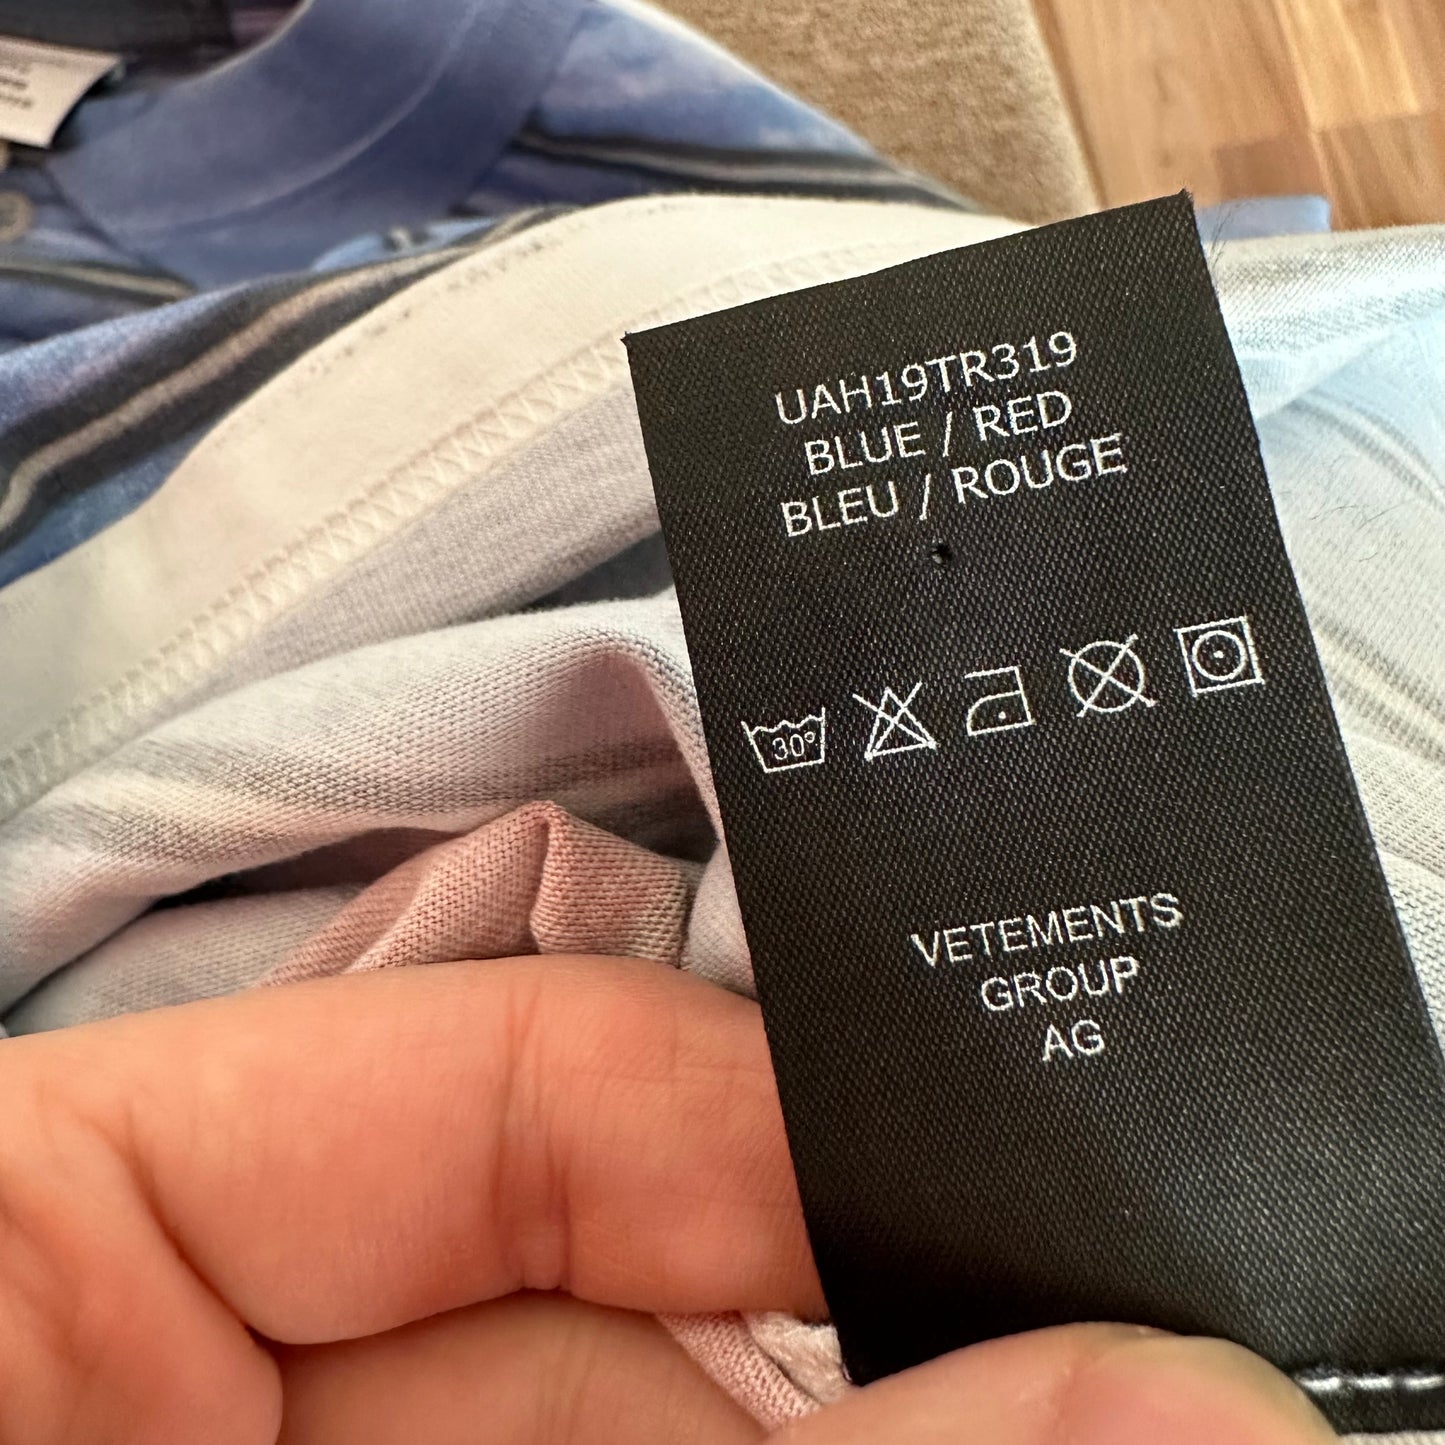 UAH19TR319
BLUE / RED
BLEU / ROUGE
30°
VETEMENTS
GROUP
AG